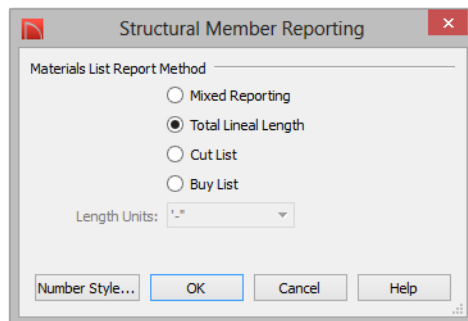 Structural Member Reporting
Materials List Report Method
Mixed Reporting
Total Lineal Length
Cut List
Buy List
Length Units: '-"
Number Style... OK Cancel Help